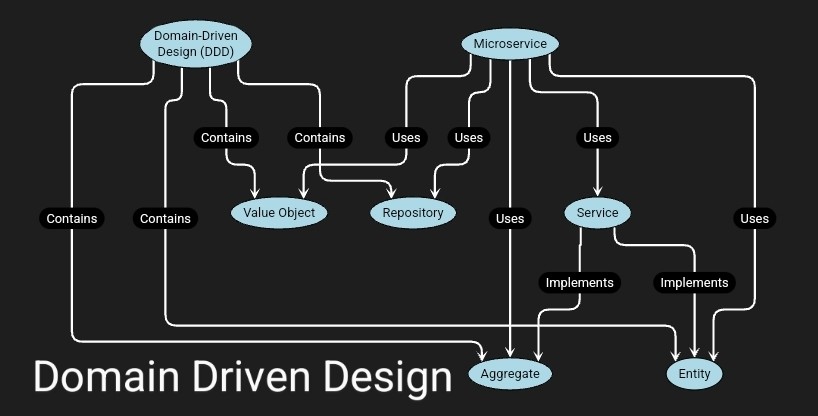 Domain-Driven
Design (DDD)
Microservice
Contains
Contains
Uses
Uses
Uses
Value Object
Repository
Service
Contains
Contains
Uses
Uses
Implements
Implements
Aggregate
Entity
Domain Driven Design